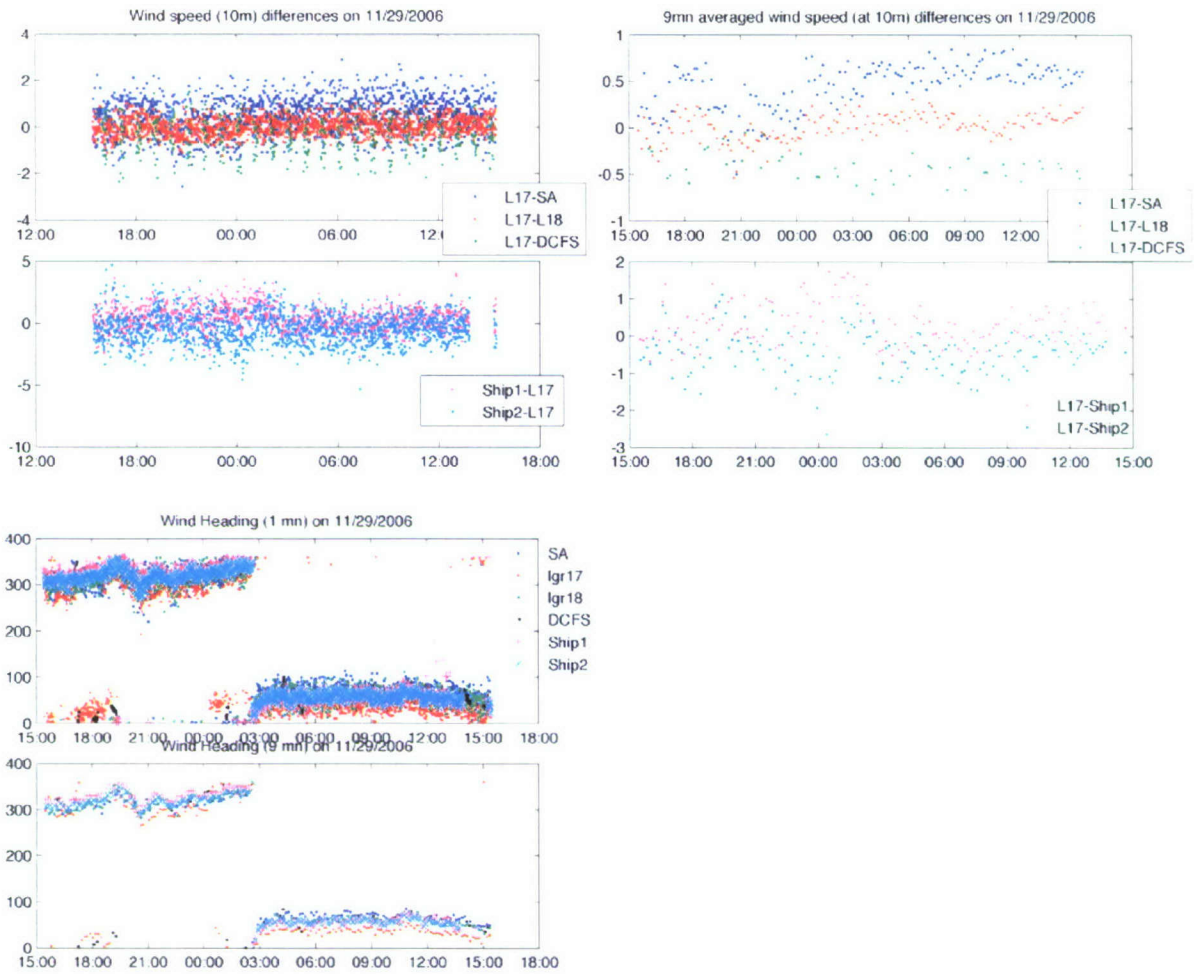 Wind speed (10m) differences on 11/29/2006
4
2
0
-2
-4
12:00 18:00 00:00 06:00 12:0
L17-SA
L17-L18
L17-DCFS
9mn averaged wind speed (at 10m) differences on 11/29/2006
1
0.5
0
-0.5
-1
15:00 18:00 21:00 00:00 03:00 06:00 09:00 12:00
L17-SA
L17-L18
L17-DCFS
5
0
-5
-10
12:00 18:00 00:00 06:00 12:00 18:00
Ship1-L17
Ship2-L17
2
1
0
-1
-2
-3
15:00 18:00 21:00 00:00 03:00 06:00 09:00 12:00 15:00
L17-Ship1
L17-Ship2
Wind Heading (1 mn) on 11/29/2006
400
300
200
100
0
15:00 18:00 21:00 00:00 03:00 06:00 09:00 12:00 15:00 18:00
SA
lgr17
lgr18
DCFS
Ship1
Ship2
Wind Heading (9 mn) on 11/29/2006
400
300
200
100
0
15:00 18:00 21:00 00:00 03:00 06:00 09:00 12:00 15:00 18:00